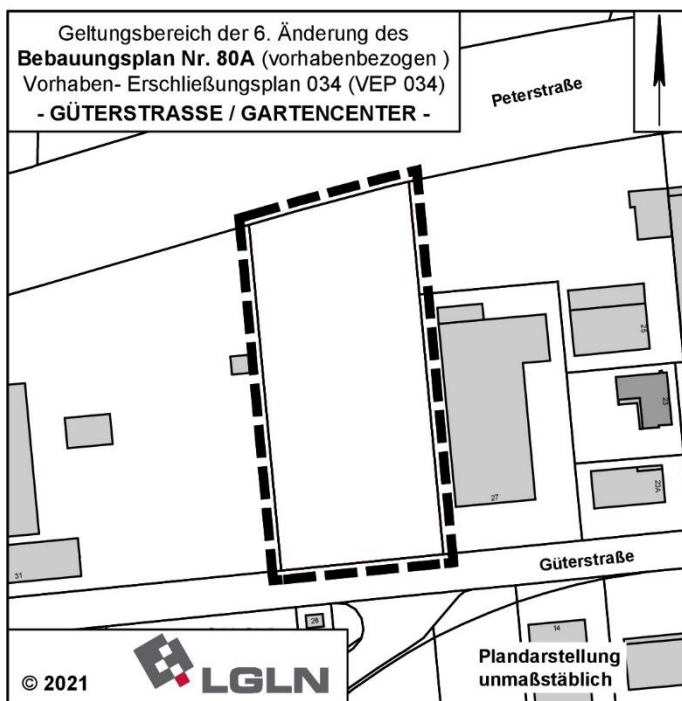 Geltungsbereich der 6. Änderung des
Bebauungsplan Nr. 80A (vorhabenbezogen )
Vorhaben- Erschließungsplan 034 (VEP 034)
- GÜTERSTRASSE / GARTENCENTER -
Peterstraße
25
23
23A
27
Güterstraße
31
28
14
© 2021
LGLN
Plandarstellung
unmaßstäblich